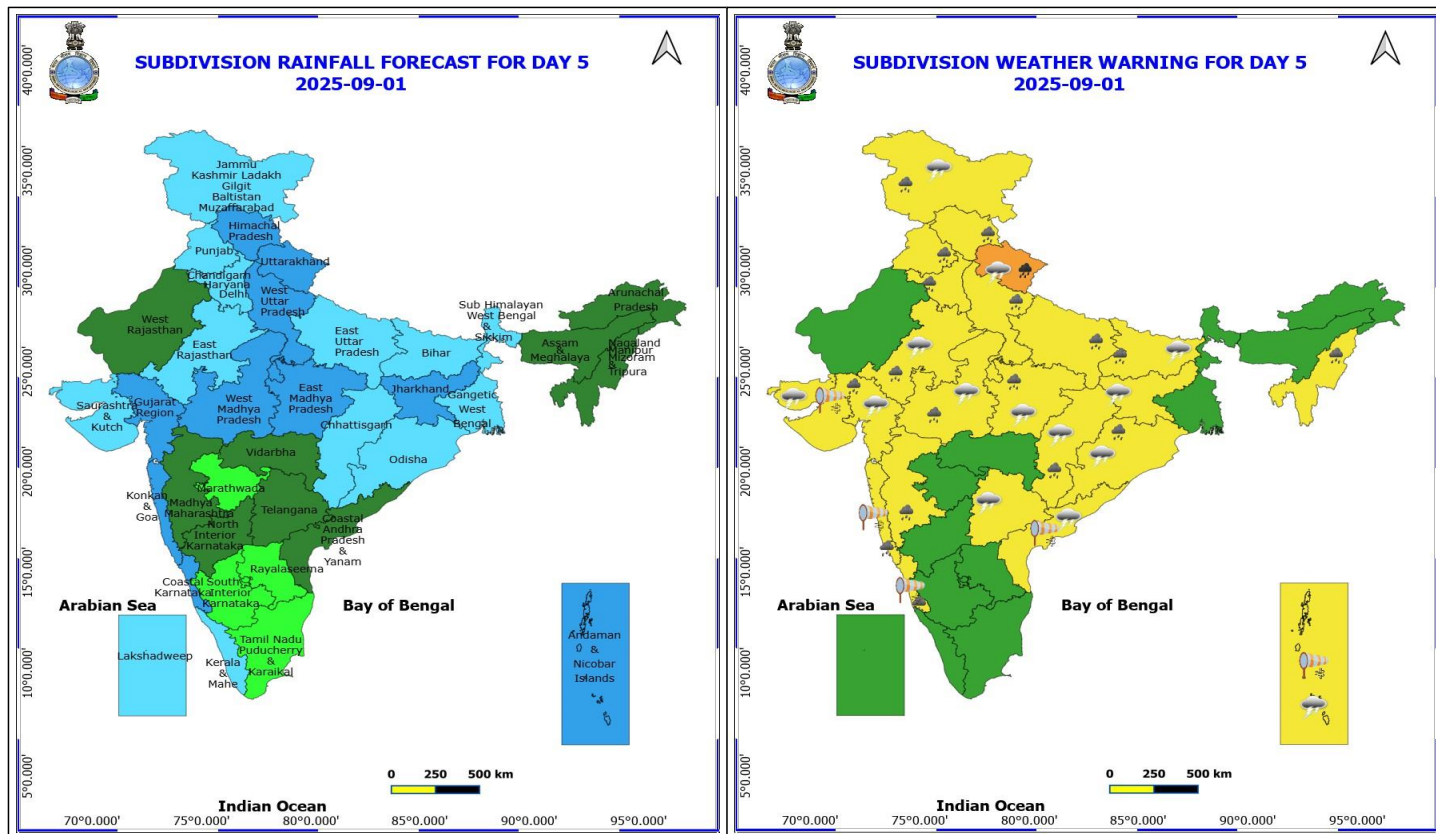 SUBDIVISION RAINFALL FORECAST FOR DAY 5
2025-09-01
40°0.000'
35°0.000'
30°0.000'
25°0.000'
20°0.000'
15°0.000'
10°0.000'
5°0.000'
Jammu
Kashmir Ladakh
Gilgit
Baltistan
Muzaffarabad
Himachal
Pradesh
Punjab
Uttarakhand
Chandigarh
Haryana
Delhi
West
Uttar
Pradesh
West
Rajasthan
East
Rajasthan
East
Uttar
Pradesh
Bihar
Sub Himalayan
West Bengal
&
Sikkim
Arunachal
Pradesh
Assam
&
Meghalaya
Nagaland
Manipur
Mizoram
&
Tripura
Saurashtra
&
Kutch
Gujarat
Region
West
Madhya
Pradesh
East
Madhya
Pradesh
Jharkhand
Gangetic
West
Bengal
Chhattisgarh
Odisha
Vidarbha
Marathwada
Konkan
&
Goa
Madhya
Maharashtra
North
Interior
Karnataka
Telangana
Coastal
Andhra
Pradesh
&
Yanam
Rayalaseema
Coastal
Karnataka
South
Interior
Karnataka
Tamil Nadu
Puducherry
&
Karaikal
Kerala
&
Mahe
Lakshadweep
Andaman
&
Nicobar
Islands
Arabian Sea
Bay of Bengal
Indian Ocean
0 250 500 km
70°0.000' 75°0.000' 80°0.000' 85°0.000' 90°0.000' 95°0.000'
SUBDIVISION WEATHER WARNING FOR DAY 5
2025-09-01
40°0.000'
35°0.000'
30°0.000'
25°0.000'
20°0.000'
15°0.000'
10°0.000'
5°0.000'
Arabian Sea
Bay of Bengal
Indian Ocean
0 250 500 km
70°0.000' 75°0.000' 80°0.000' 85°0.000' 90°0.000' 95°0.000'